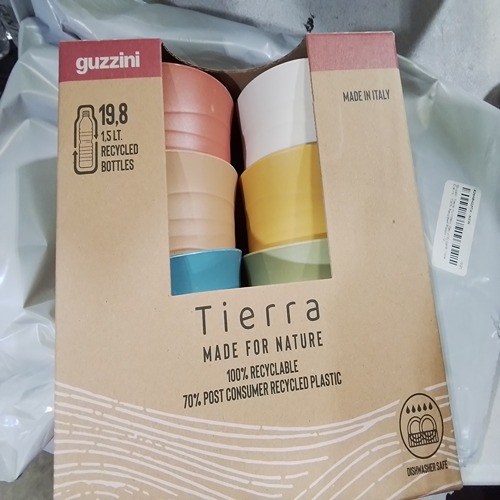 guzzini
MADE IN ITALY
19,8
1,5 LT.
RECYCLED
BOTTLES
Tierra
MADE FOR NATURE
100% RECYCLABLE
70% POST CONSUMER RECYCLED PLASTIC
DISHWASHER SAFE